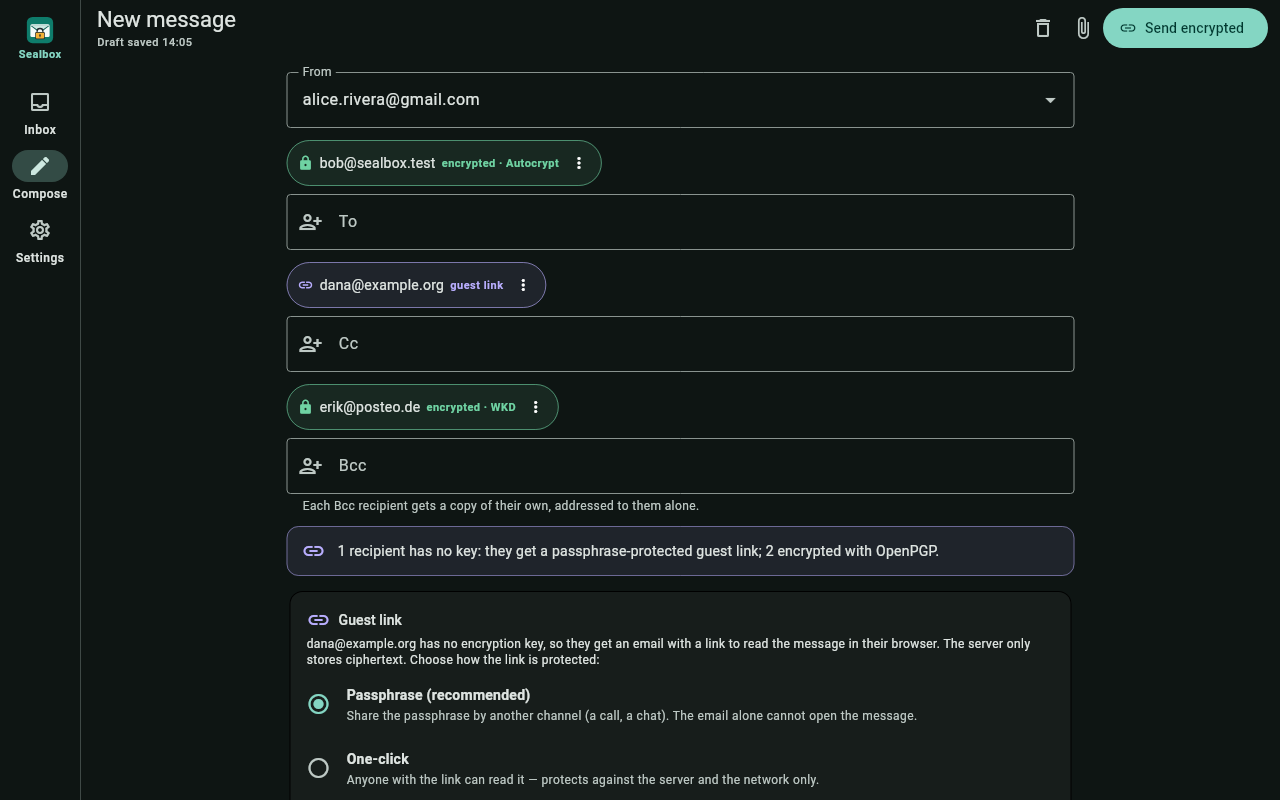 Sealbox
Inbox
Compose
Settings
New message
Draft saved 14:05
Send encrypted
From
alice.rivera@gmail.com
bob@sealbox.test encrypted · Autocrypt
To
dana@example.org guest link
Cc
erik@posteo.de encrypted · WKD
Bcc
Each Bcc recipient gets a copy of their own, addressed to them alone.
1 recipient has no key: they get a passphrase-protected guest link; 2 encrypted with OpenPGP.
Guest link
dana@example.org has no encryption key, so they get an email with a link to read the message in their browser. The server only
stores ciphertext. Choose how the link is protected:
Passphrase (recommended)
Share the passphrase by another channel (a call, a chat). The email alone cannot open the message.
One-click
Anyone with the link can read it — protects against the server and the network only.